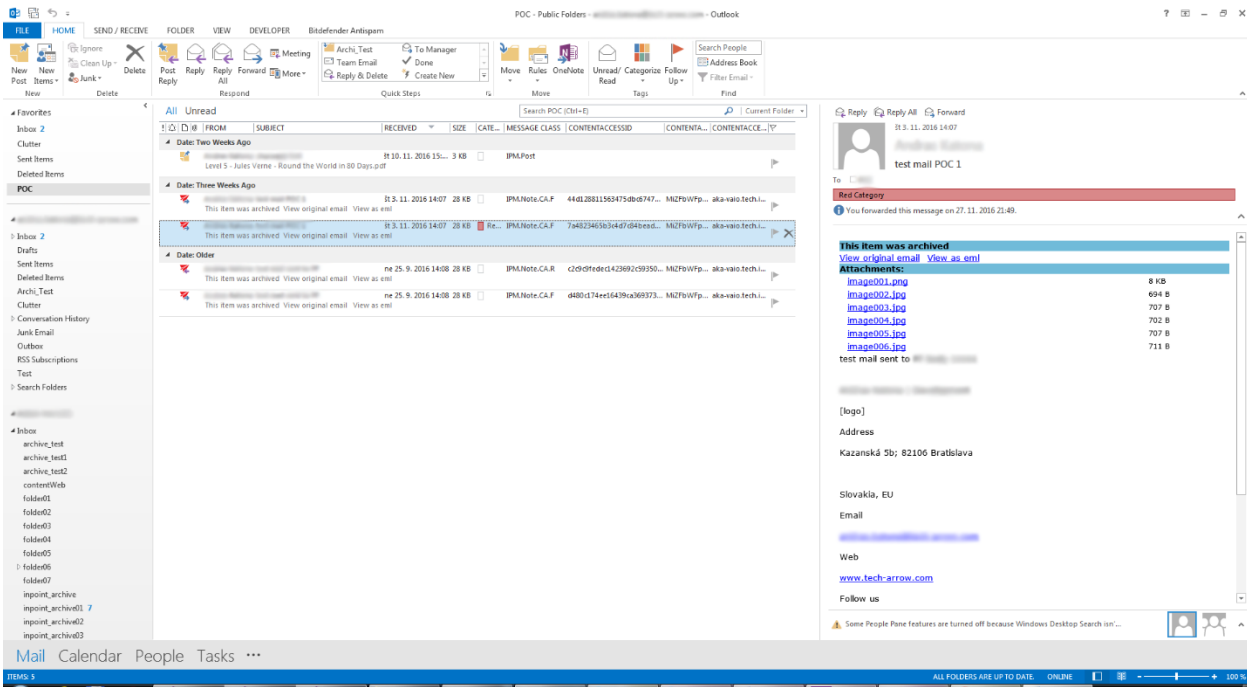 POC - Public Folders - - Outlook
FILE HOME SEND / RECEIVE FOLDER VIEW DEVELOPER Bitdefender Antispam
New Post New Items Ignore Clean Up Junk Delete
Post Reply Reply Reply All Forward Meeting More
Archi_Test Team Email Reply & Delete To Manager Done Create New
Move Rules OneNote Unread/ Read Categorize Follow Up
Search People Address Book Filter Email
New Delete Respond Quick Steps Move Tags Find
Favorites
Inbox 2
Clutter
Sent Items
Deleted Items
POC
Inbox 2
Drafts
Sent Items
Deleted Items
Archi_Test
Clutter
Conversation History
Junk Email
Outbox
RSS Subscriptions
Test
Search Folders
Inbox
archive_test
archive_test1
archive_test2
contentWeb
folder01
folder02
folder03
folder04
folder05
folder06
folder07
inpoint_archive
inpoint_archive01 7
inpoint_archive02
inpoint_archive03
All Unread
Search POC (Ctrl+E) Current Folder
FROM SUBJECT RECEIVED SIZE CATE... MESSAGE CLASS CONTENTACCESSID CONTENTA... CONTENTACCE...
Date: Two Weeks Ago
št 10. 11. 2016 15:... 3 KB IPM.Post
Level 5 - Jules Verne - Round the World in 80 Days.pdf
Date: Three Weeks Ago
št 3. 11. 2016 14:07 28 KB IPM.Note.CA.F 44d128811563475dbc6747... MiZFbWFp... aka-vaio.tech.i...
This item was archived View original email View as eml
št 3. 11. 2016 14:07 28 KB Re... IPM.Note.CA.F 7a4823465b3c4d7d84bead... MiZFbWFp... aka-vaio.tech.i...
This item was archived View original email View as eml
Date: Older
ne 25. 9. 2016 14:08 28 KB IPM.Note.CA.R c2c9c9fedec1423692c59350... MiZFbWFp... aka-vaio.tech.i...
This item was archived View original email View as eml
ne 25. 9. 2016 14:08 28 KB IPM.Note.CA.F d480c174ee16439ca369373... MiZFbWFp... aka-vaio.tech.i...
This item was archived View original email View as eml
Reply Reply All Forward
št 3. 11. 2016 14:07
test mail POC 1
To
Red Category
You forwarded this message on 27. 11. 2016 21:49.
This item was archived
View original email View as eml
Attachments:
image001.png 8 KB
image002.jpg 694 B
image003.jpg 707 B
image004.jpg 702 B
image005.jpg 707 B
image006.jpg 711 B
test mail sent to
[logo]
Address
Kazanská 5b; 82106 Bratislava
Slovakia, EU
Email
Web
www.tech-arrow.com
Follow us
Some People Pane features are turned off because Windows Desktop Search isn'...
Mail Calendar People Tasks ...
ITEMS: 5
ALL FOLDERS ARE UP TO DATE. ONLINE 100 %